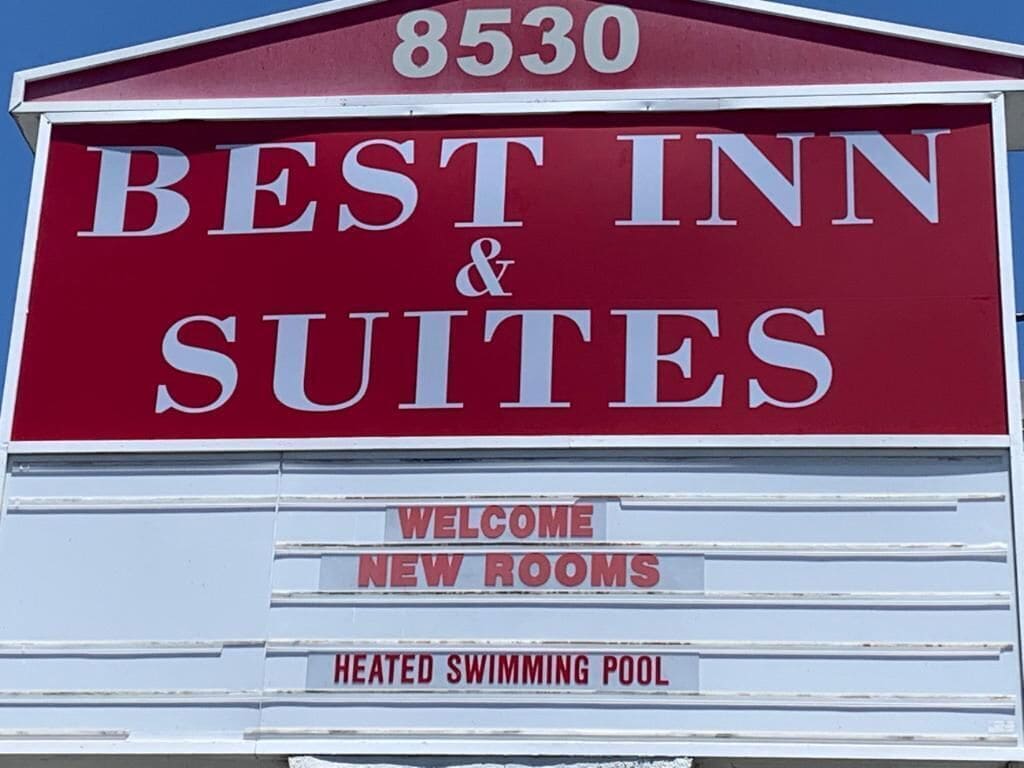 8530
BEST INN
&
SUITES
WELCOME
NEW ROOMS
HEATED SWIMMING POOL